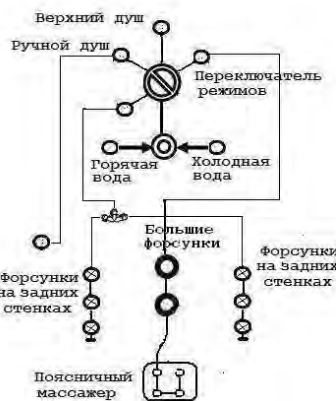 Верхний душ
Ручной душ
Переключатель
режимов
Горячая
вода
Холодная
вода
Большие
форсунки
Форсунки
на задних
стенках
Форсунки
на задних
стенках
Поясничный
массажер